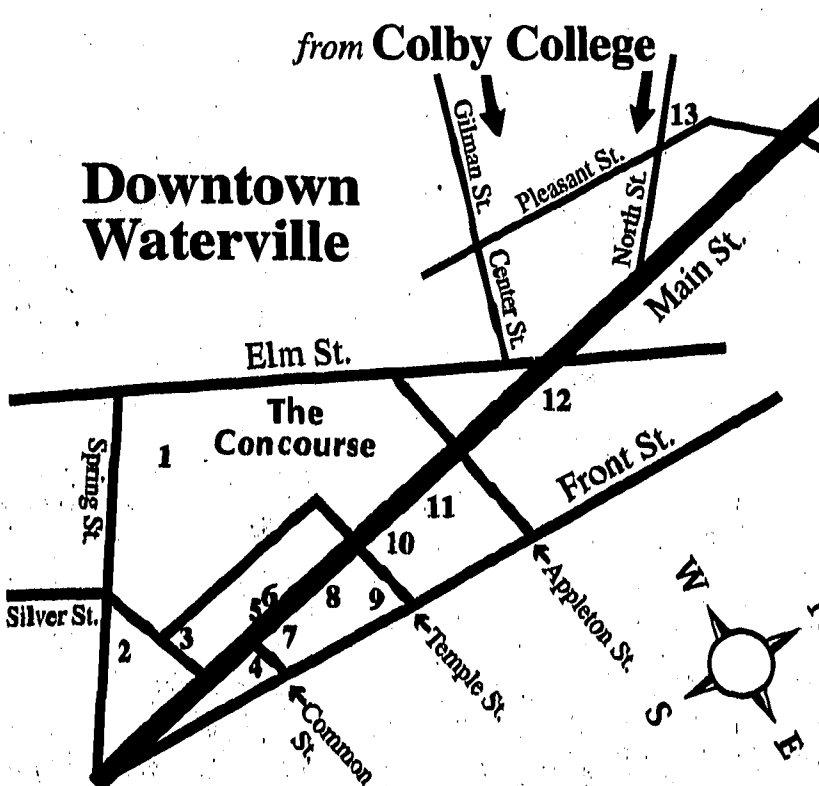 from Colby College
Downtown
Waterville
Gilman St.
Pleasant St.
13
North St.
Center St.
Main St.
Elm St.
The
Concourse
12
1
Spring St.
Front St.
11
10
Silver St.
2
3
5
6
8
9
7
4
←Appleton St.
←Temple St.
←Common
St.
W
S
E